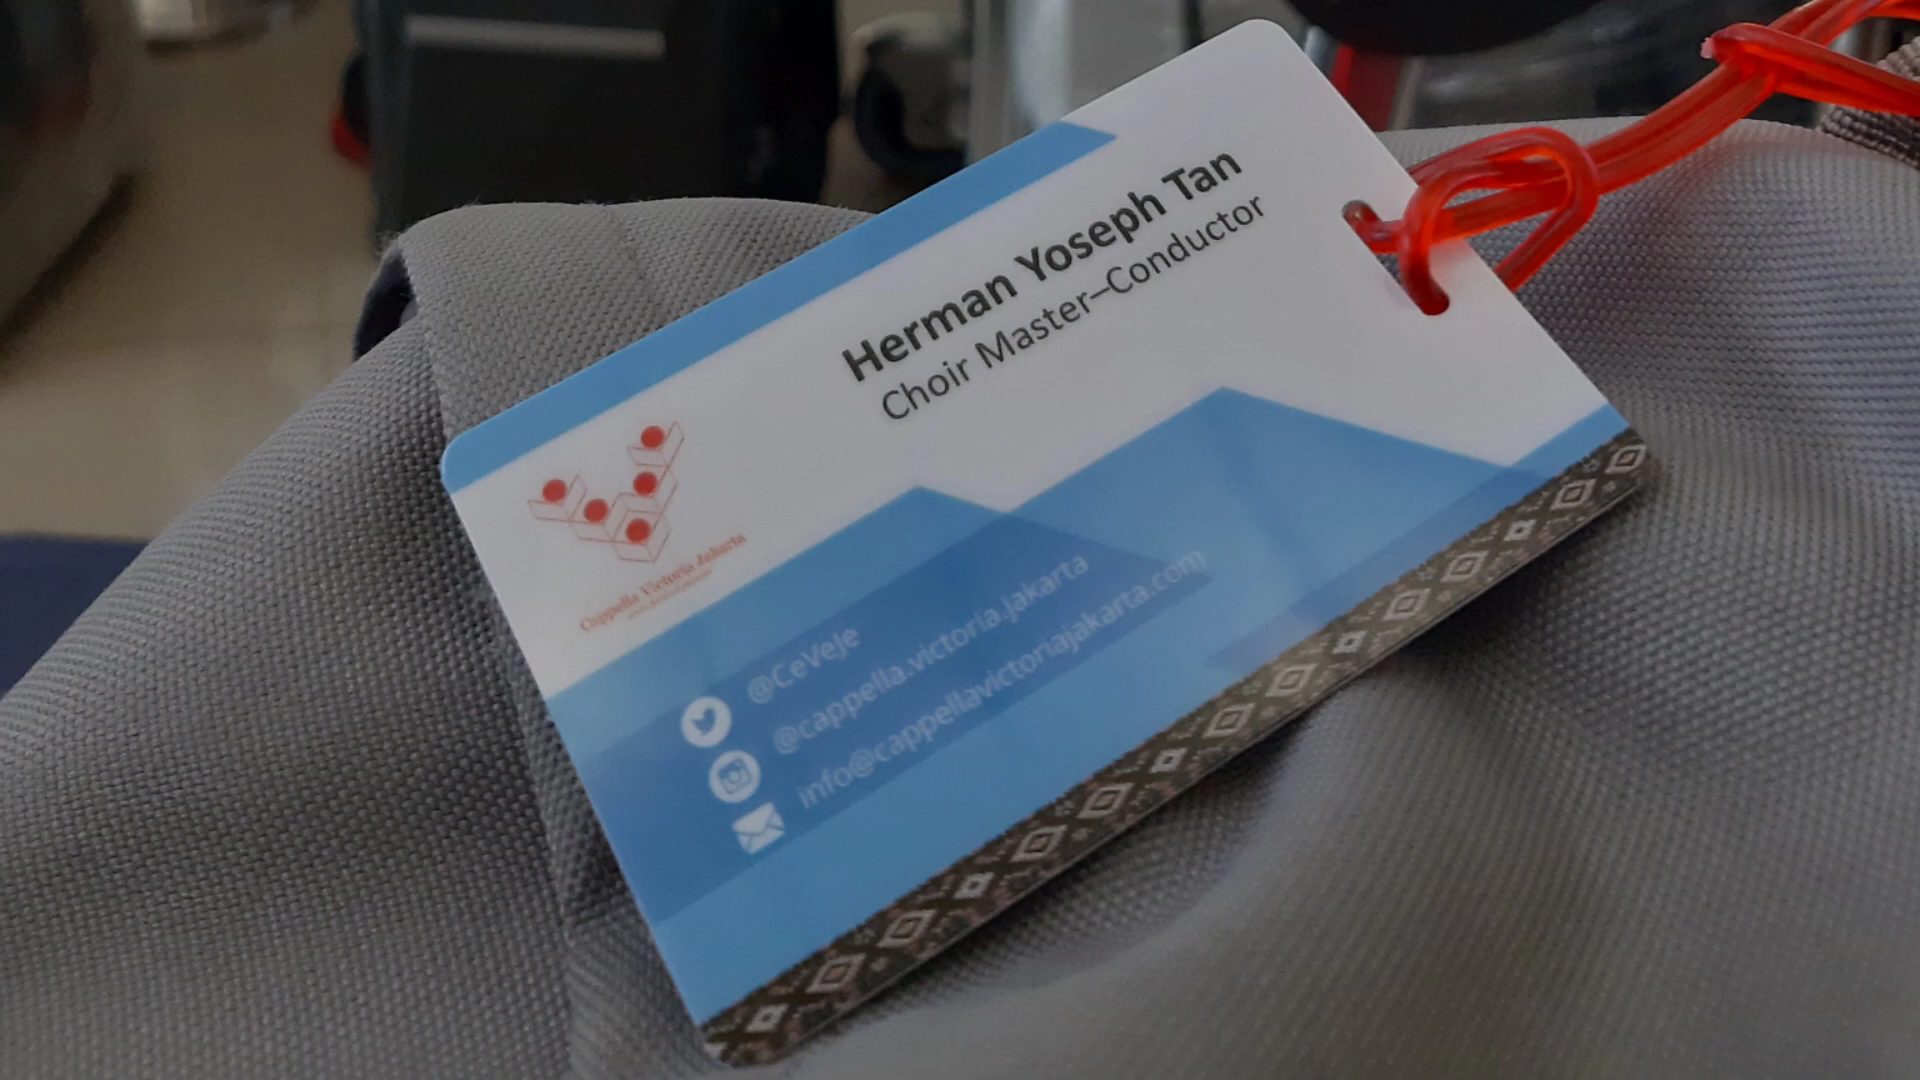 Herman Yoseph Tan
Choir Master–Conductor
Cappella Victoria Jakarta
@CeVeJe
@cappella.victoria.jakarta
info@cappellavictoriajakarta.com